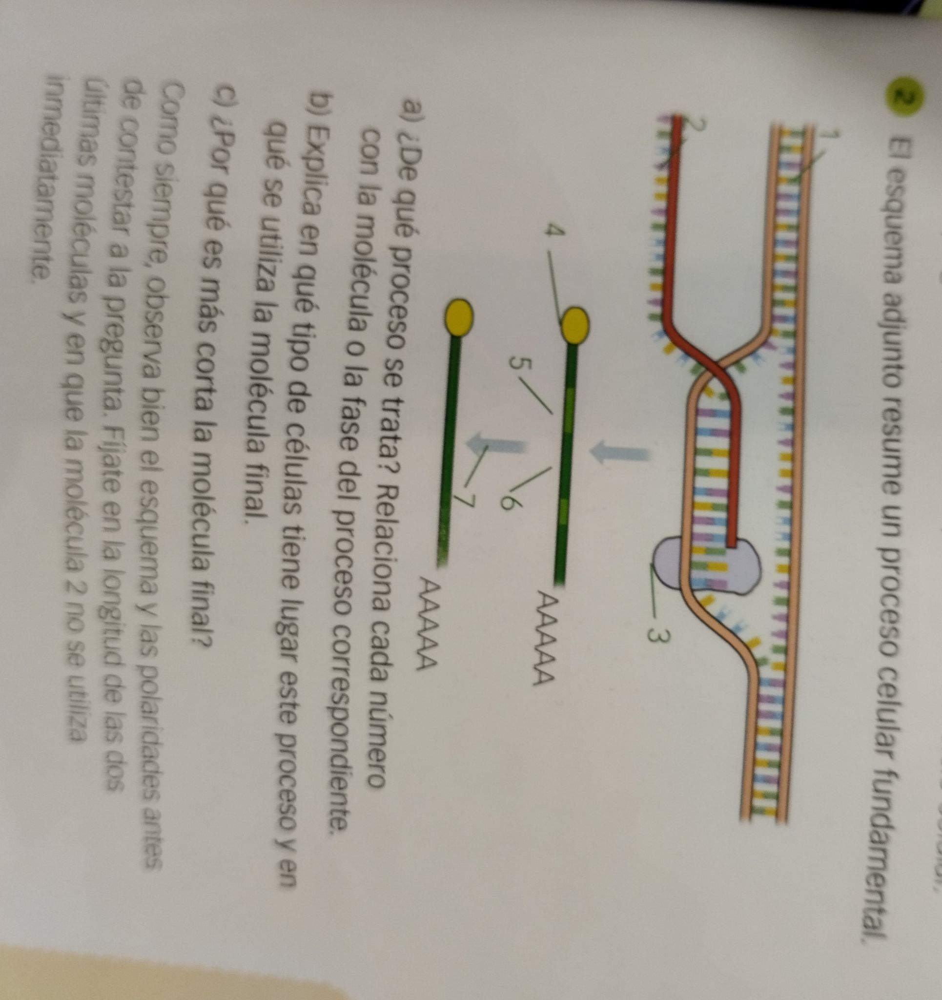 2 El esquema adjunto resume un proceso celular fundamental.
1
2
3
4
5
6
AAAAA
7
AAAAA
a) ¿De qué proceso se trata? Relaciona cada número
con la molécula o la fase del proceso correspondiente.
b) Explica en qué tipo de células tiene lugar este proceso y en
qué se utiliza la molécula final.
c) ¿Por qué es más corta la molécula final?
Como siempre, observa bien el esquema y las polaridades antes
de contestar a la pregunta. Fíjate en la longitud de las dos
últimas moléculas y en que la molécula 2 no se utiliza
inmediatamente.